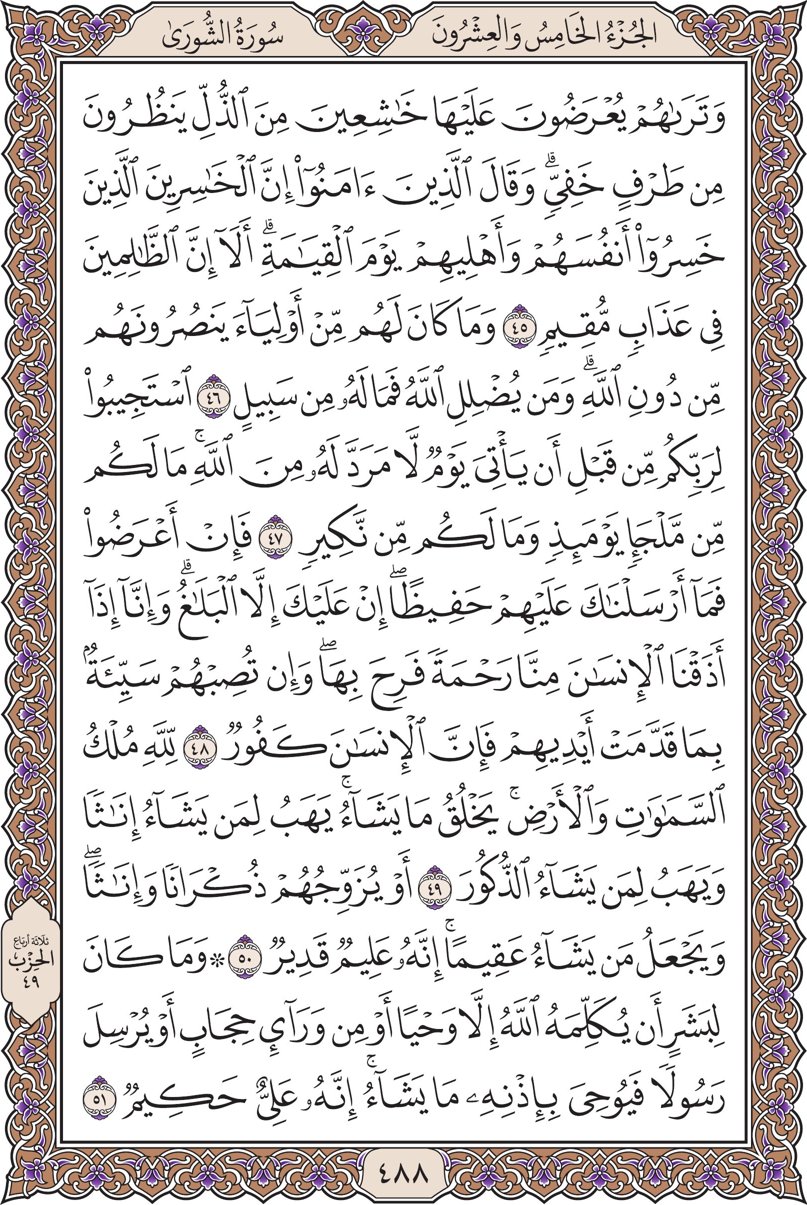 الجُزْءُ الخَامِسُ وَالعِشْرُونَ
سُورَةُ الشُّورَىٰ
وَتَرَىٰهُمْ يُعْرَضُونَ عَلَيْهَا خَٰشِعِينَ مِنَ ٱلذُّلِّ يَنظُرُونَ
مِن طَرْفٍ خَفِيٍّۗ وَقَالَ ٱلَّذِينَ ءَامَنُوٓاْ إِنَّ ٱلْخَٰسِرِينَ ٱلَّذِينَ
خَسِرُوٓاْ أَنفُسَهُمْ وَأَهْلِيهِمْ يَوْمَ ٱلْقِيَٰمَةِۗ أَلَآ إِنَّ ٱلظَّٰلِمِينَ
فِى عَذَابٍ مُّقِيمٍ ٤٥ وَمَا كَانَ لَهُم مِّنْ أَوْلِيَآءَ يَنصُرُونَهُم
مِّن دُونِ ٱللَّهِۗ وَمَن يُضْلِلِ ٱللَّهُ فَمَا لَهُۥ مِن سَبِيلٍ ٤٦ ٱسْتَجِيبُواْ
لِرَبِّكُم مِّن قَبْلِ أَن يَأْتِىَ يَوْمٌ لَّا مَرَدَّ لَهُۥ مِنَ ٱللَّهِۚ مَا لَكُم
مِّن مَّلْجَإٍ يَوْمَئِذٍ وَمَا لَكُم مِّن نَّكِيرٍ ٤٧ فَإِنْ أَعْرَضُواْ
فَمَآ أَرْسَلْنَٰكَ عَلَيْهِمْ حَفِيظًاۖ إِنْ عَلَيْكَ إِلَّا ٱلْبَلَٰغُۗ وَإِنَّآ إِذَآ
أَذَقْنَا ٱلْإِنسَٰنَ مِنَّا رَحْمَةً فَرِحَ بِهَاۖ وَإِن تُصِبْهُمْ سَيِّئَةٌۢ
بِمَا قَدَّمَتْ أَيْدِيهِمْ فَإِنَّ ٱلْإِنسَٰنَ كَفُورٌ ٤٨ لِّلَّهِ مُلْكُ
ٱلسَّمَٰوَٰتِ وَٱلْأَرْضِۚ يَخْلُقُ مَا يَشَآءُۚ يَهَبُ لِمَن يَشَآءُ إِنَٰثًا
وَيَهَبُ لِمَن يَشَآءُ ٱلذُّكُورَ ٤٩ أَوْ يُزَوِّجُهُمْ ذُكْرَانًا وَإِنَٰثًاۖ
وَيَجْعَلُ مَن يَشَآءُ عَقِيمًاۚ إِنَّهُۥ عَلِيمٌ قَدِيرٌ ٥٠ ۞ وَمَا كَانَ
لِبَشَرٍ أَن يُكَلِّمَهُ ٱللَّهُ إِلَّا وَحْيًا أَوْ مِن وَرَآئِ حِجَابٍ أَوْ يُرْسِلَ
رَسُولًا فَيُوحِىَ بِإِذْنِهِۦ مَا يَشَآءُۚ إِنَّهُۥ عَلِىٌّ حَكِيمٌ ٥١
ثَلَاثَةُ أَرْبَاعِ
الحِزْب
٤٩
٤٨٨